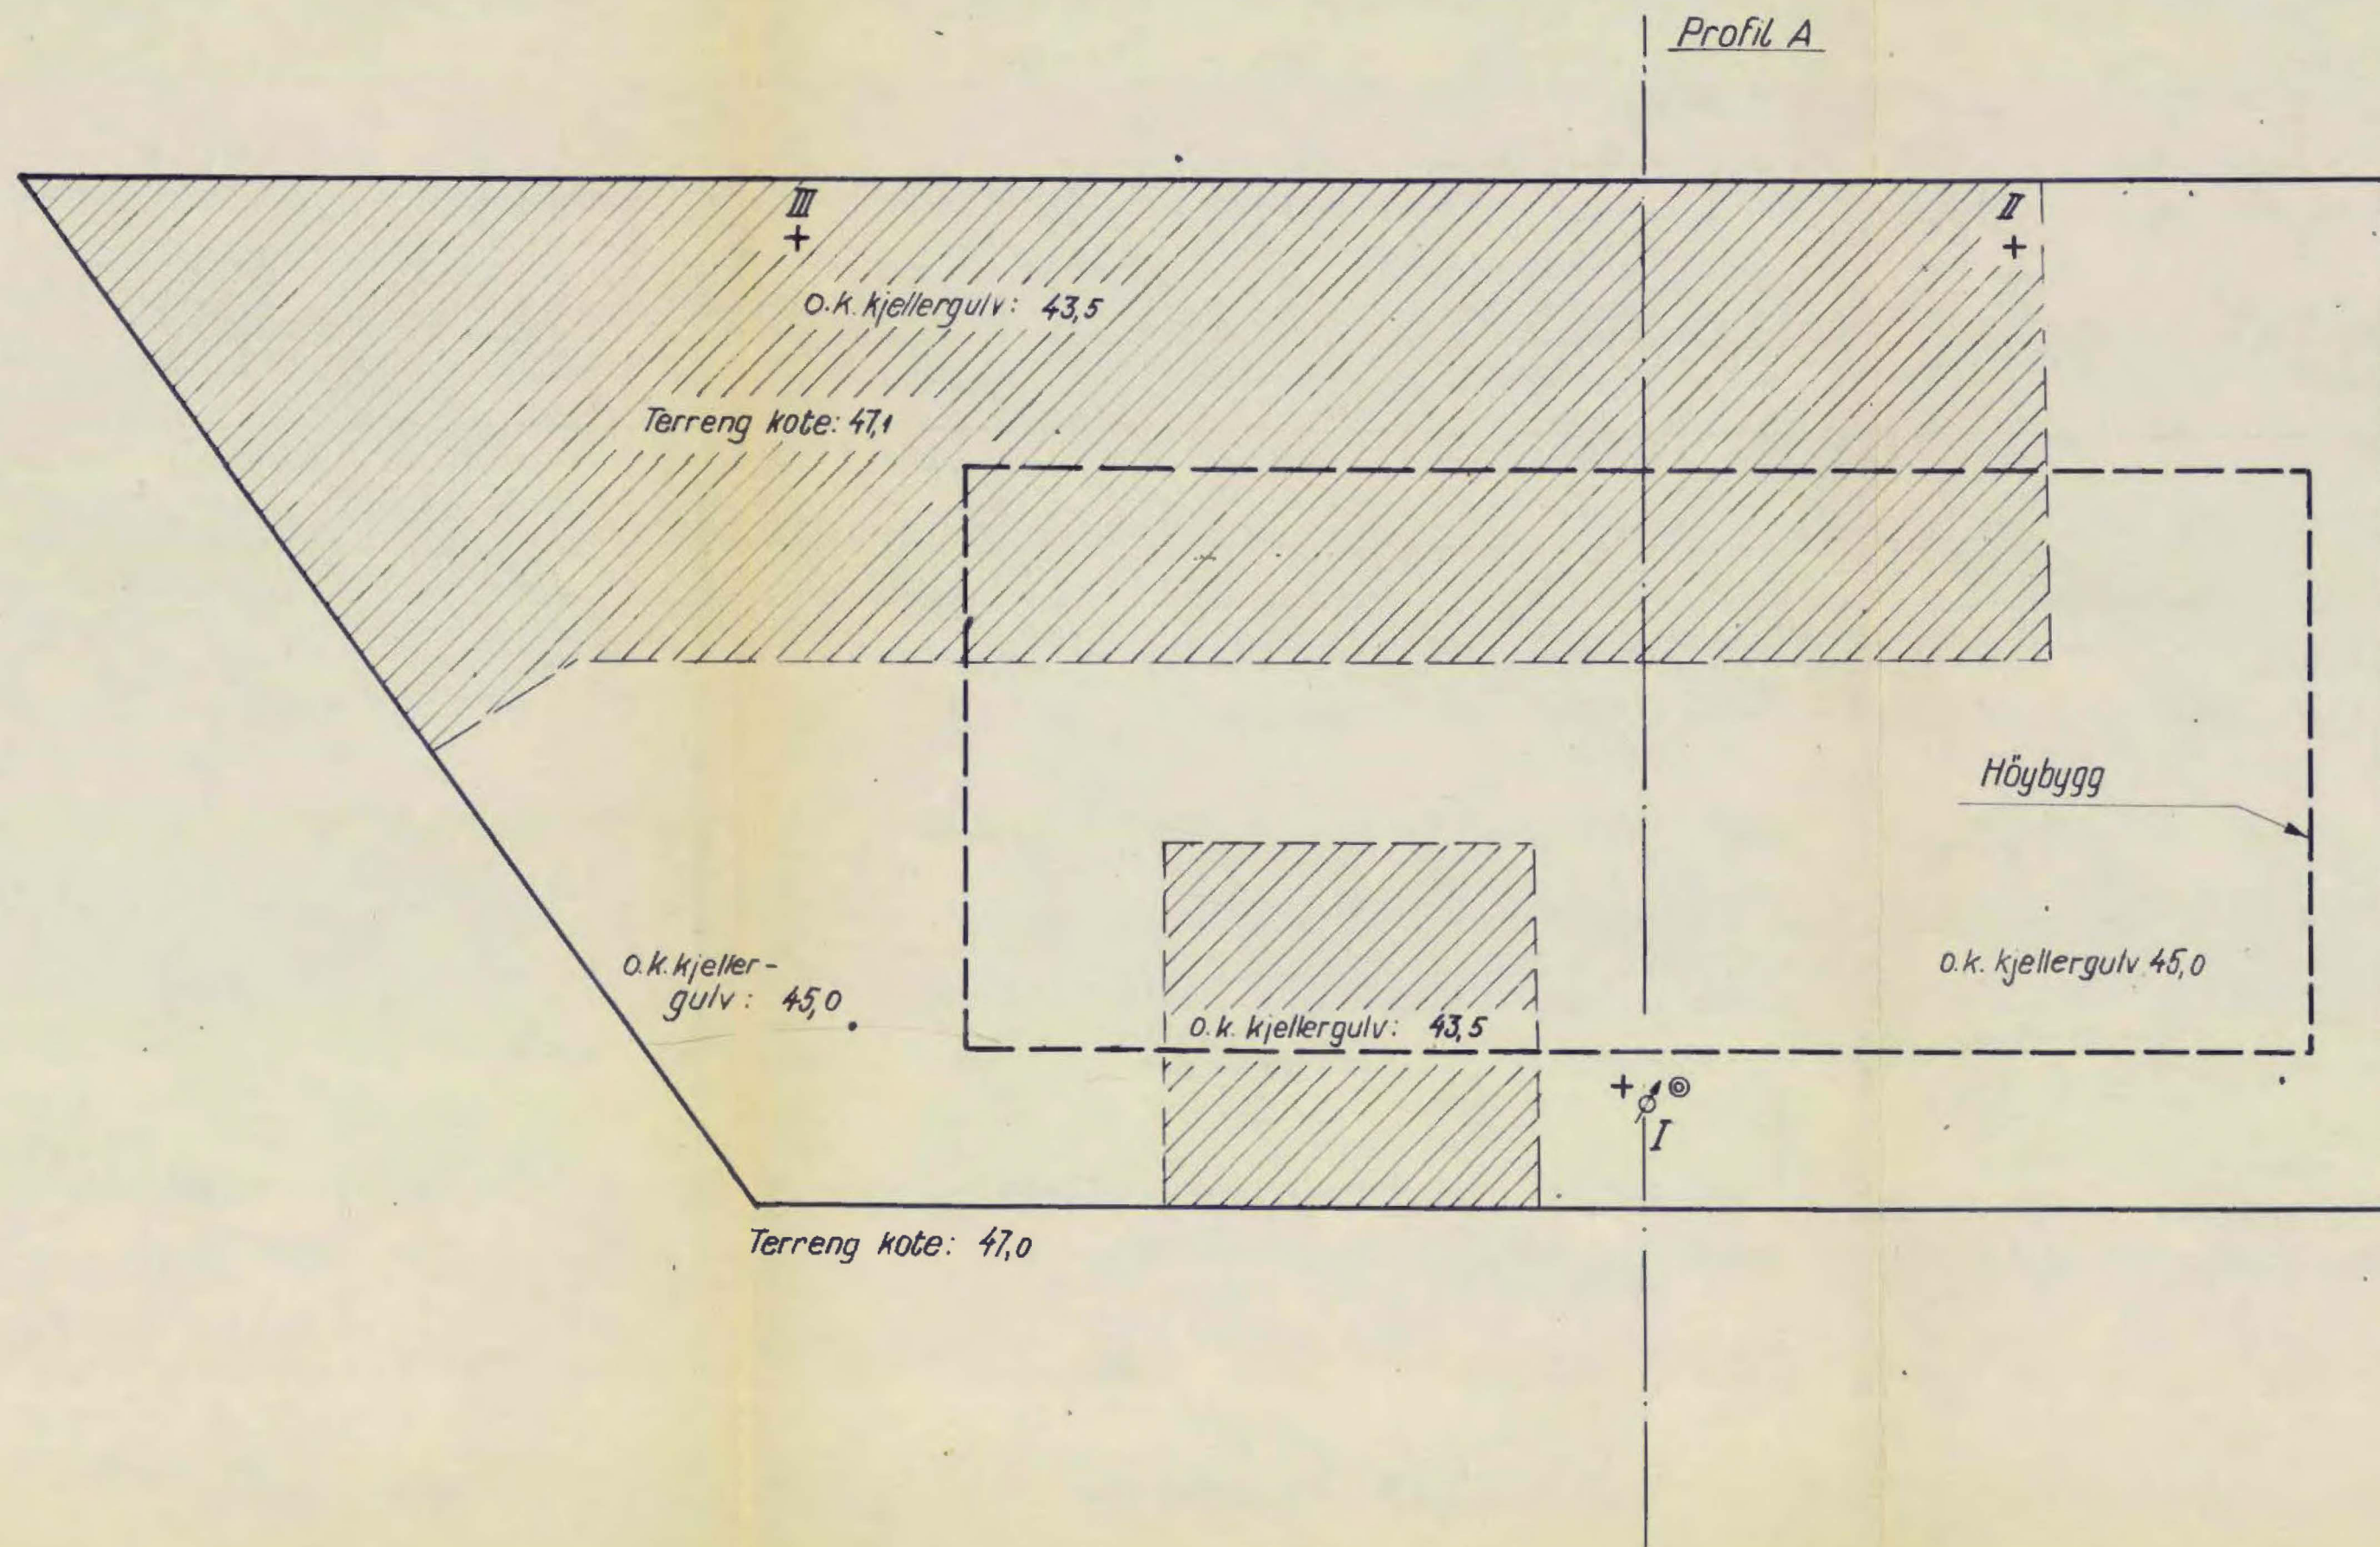 Profil A
III
II
+
+
O.k. kjellergulv: 43,5
Terreng kote: 47,1
Höybygg
O.k. kjeller-
gulv: 45,0
O.k. kjellergulv 45,0
O.k. kjellergulv: 43,5
+
I
Terreng kote: 47,0